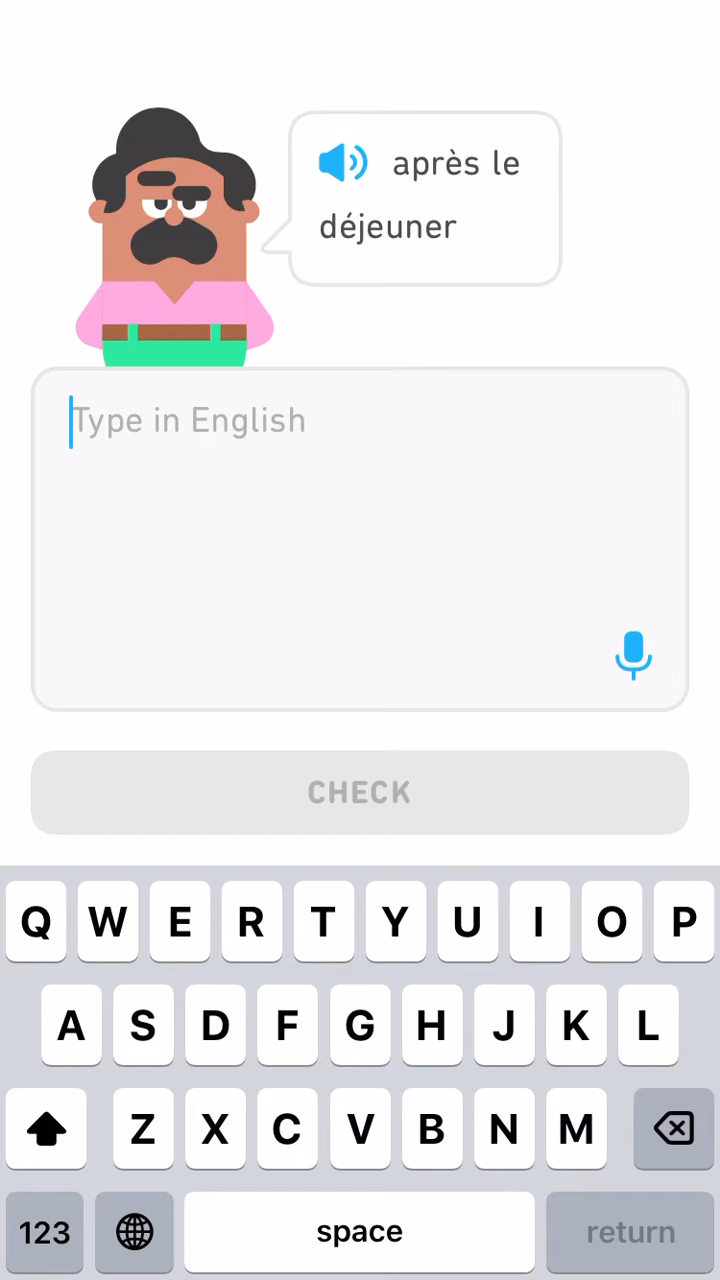 après le
déjeuner
Type in English
CHECK
Q W E R T Y U I O P
A S D F G H J K L
Z X C V B N M
123 space return